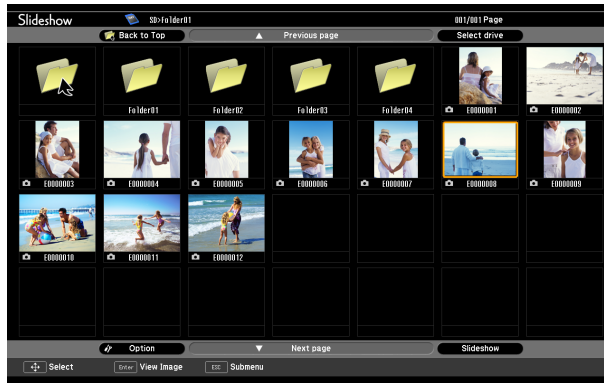 Slideshow SD>Folder01 001/001 Page
Back to Top Previous page Select drive
Folder01 Folder02 Folder03 Folder04 E0000001 E0000002
E0000003 E0000004 E0000005 E0000006 E0000007 E0000008 E0000009
E0000010 E0000011 E0000012
Option Next page Slideshow
Select Enter View Image ESC Submenu